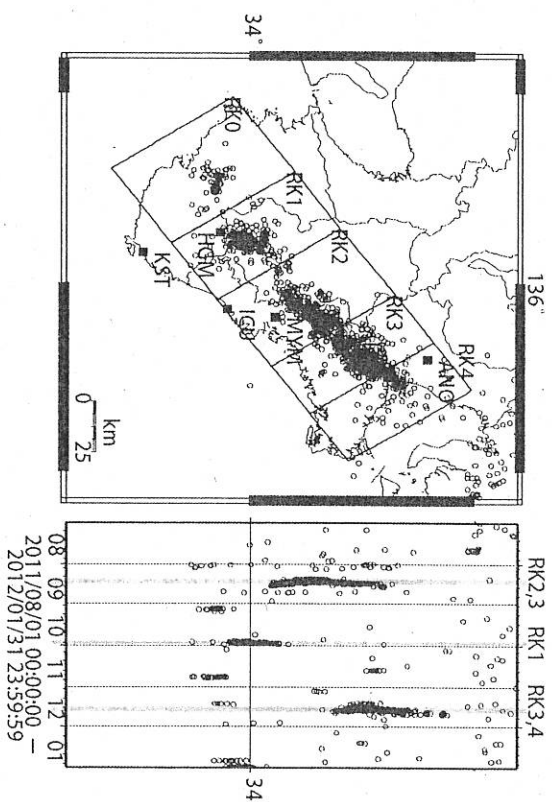 136°
34°
RK0
RK1
RK2
RK3
RK4
ANO
HGM
KST
ICU
MYM
km
0 25
RK2,3
RK1
RK3,4
34
08 09 10 11 12 01
2011/08/01 00:00:00 –
2012/01/31 23:59:59